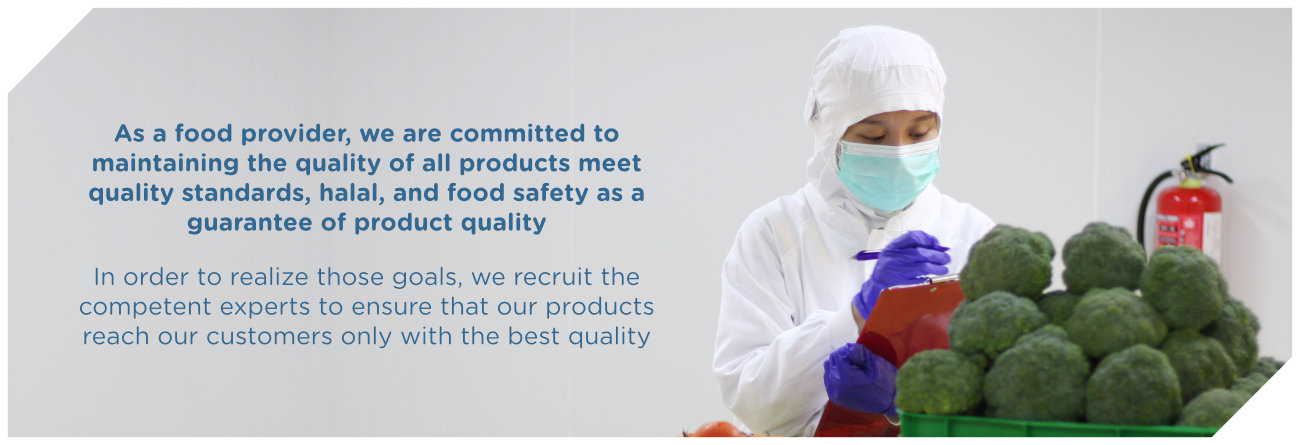 As a food provider, we are committed to
maintaining the quality of all products meet
quality standards, halal, and food safety as a
guarantee of product quality
In order to realize those goals, we recruit the
competent experts to ensure that our products
reach our customers only with the best quality